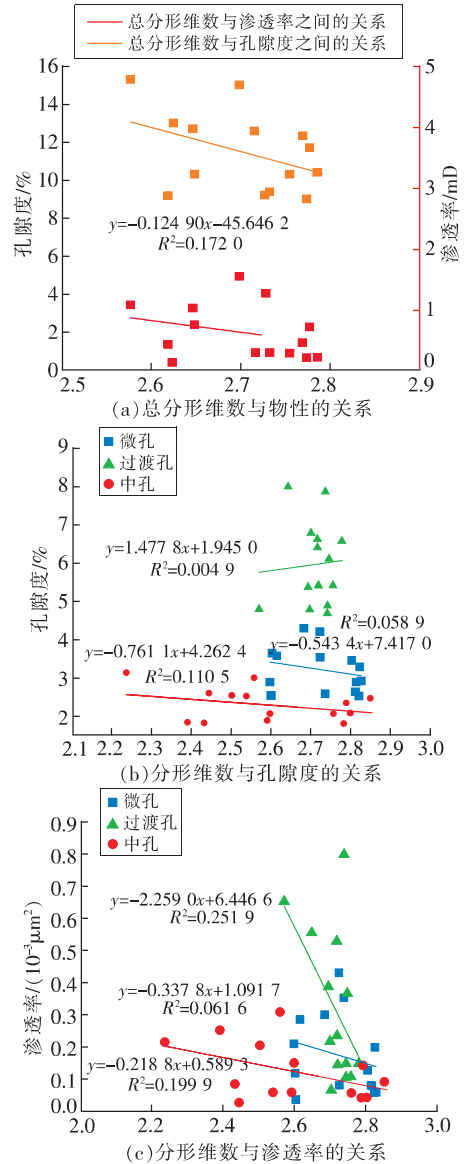 总分形维数与渗透率之间的关系
总分形维数与孔隙度之间的关系
16
14
12
10
8
6
4
2
0
5
4
3
2
1
0
孔隙度/%
渗透率/mD
y=-0.124 90x-45.646 2
R²=0.172 0
2.5 2.6 2.7 2.8 2.9
(a)总分形维数与物性的关系
微孔
过渡孔
中孔
9
8
7
6
5
4
3
2
孔隙度/%
y=1.477 8x+1.945 0
R²=0.004 9
R²=0.058 9
y=-0.543 4x+7.417 0
y=-0.761 1x+4.262 4
R²=0.110 5
2.1 2.2 2.3 2.4 2.5 2.6 2.7 2.8 2.9 3.0
(b)分形维数与孔隙度的关系
微孔
过渡孔
中孔
0.9
0.8
0.7
0.6
0.5
0.4
0.3
0.2
0.1
0.0
渗透率/(10⁻³μm²)
y=-2.259 0x+6.446 6
R²=0.251 9
y=-0.337 8x+1.091 7
R²=0.061 6
y=-0.218 8x+0.589 3
R²=0.199 9
2.0 2.2 2.4 2.6 2.8 3.0
(c)分形维数与渗透率的关系